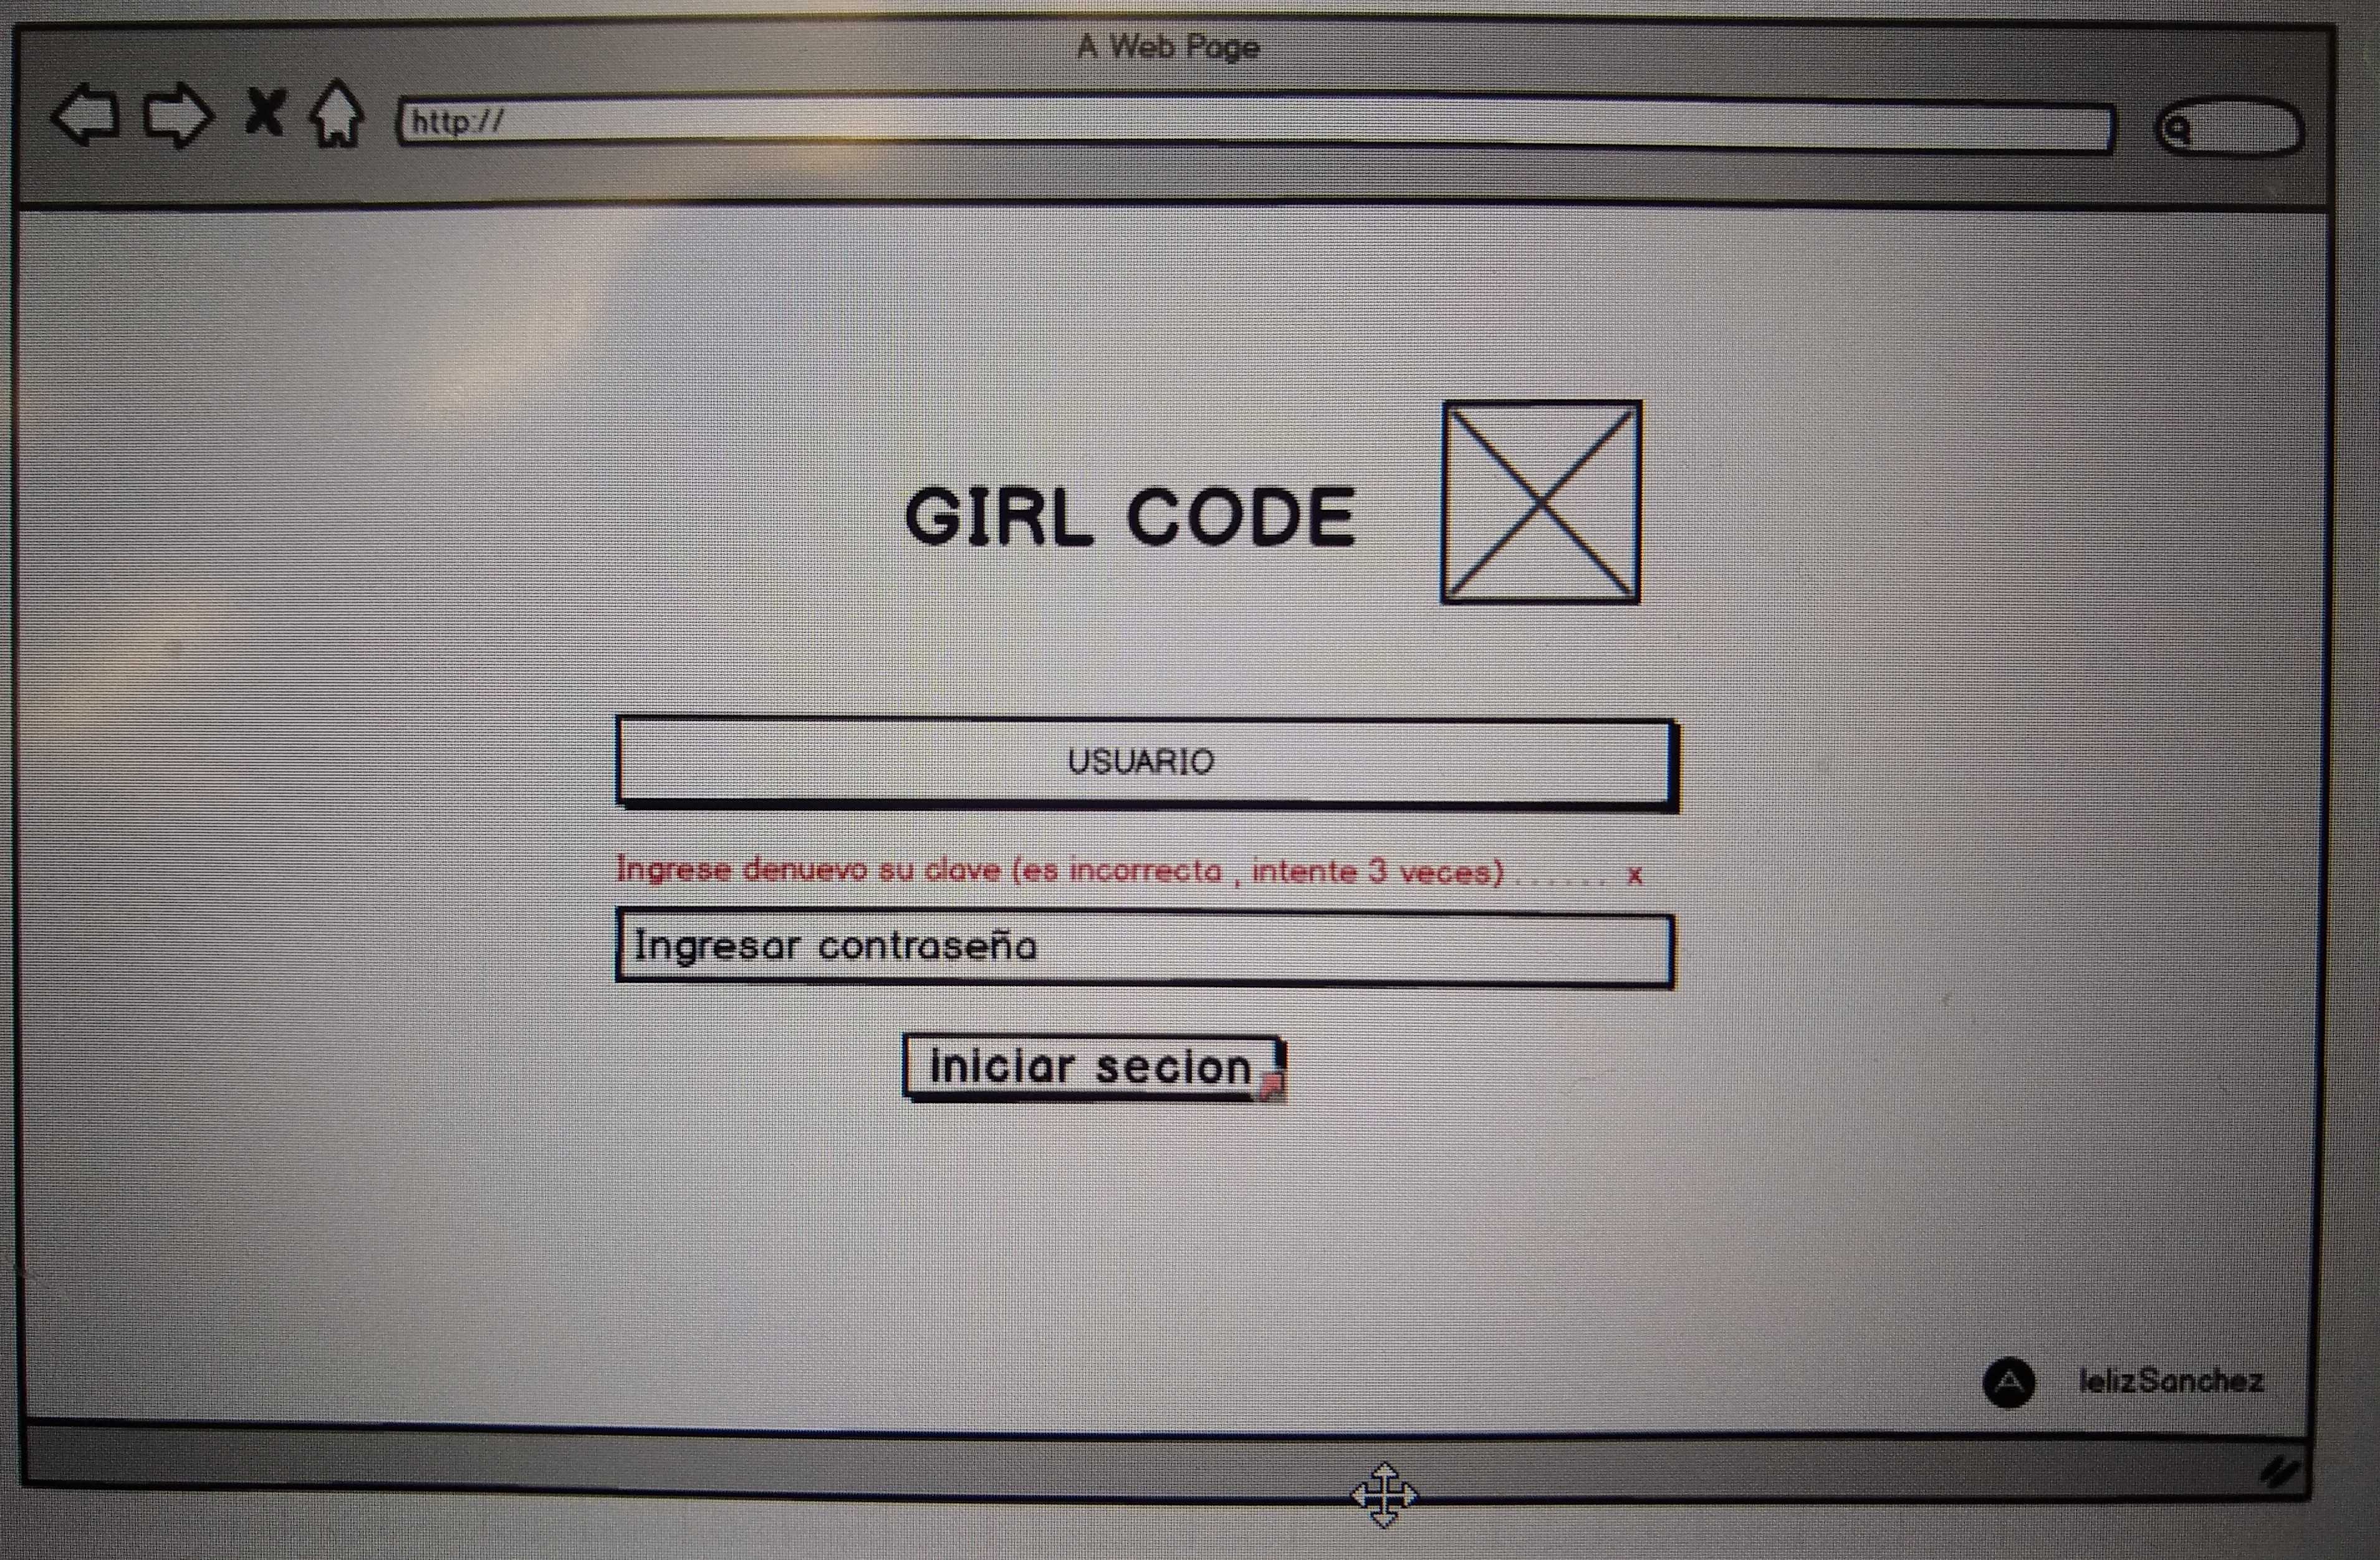 A Web Page
http://
GIRL CODE
USUARIO
Ingrese denuevo su clave (es incorrecta , intente 3 veces) ...... x
Ingresar contraseña
iniciar secion
lelizSanchez